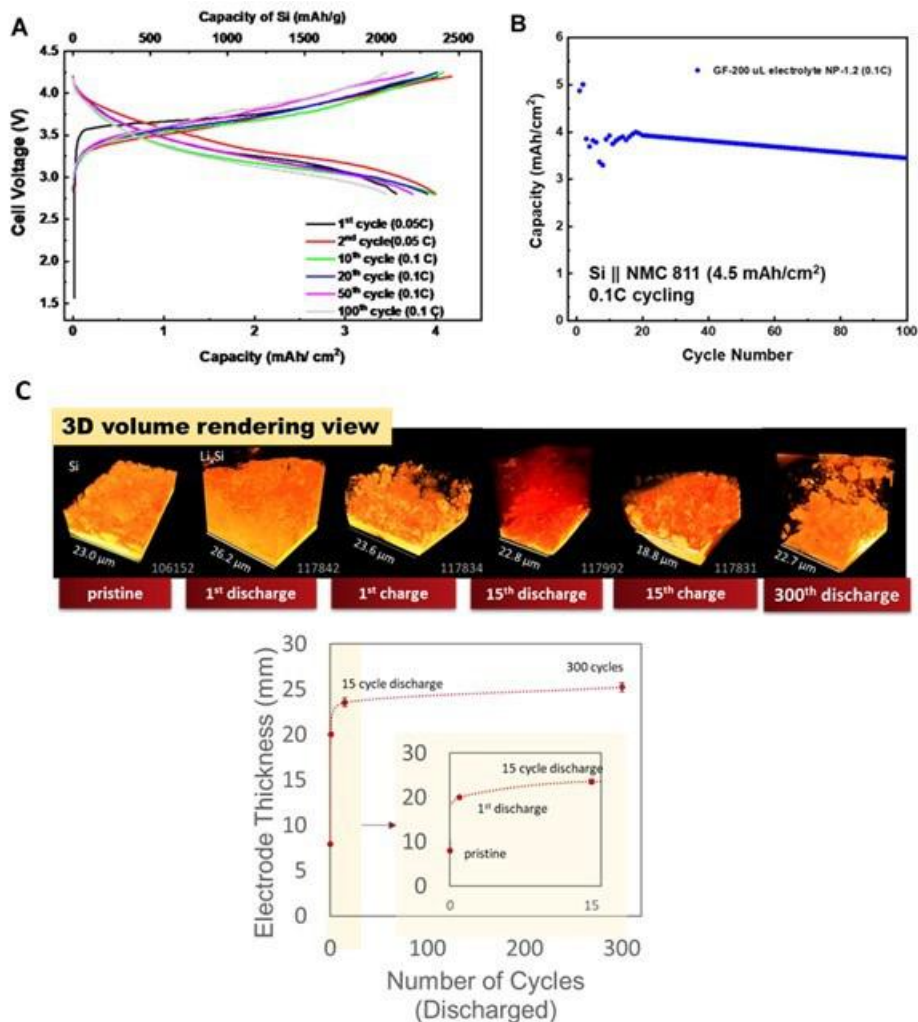 A
Capacity of Si (mAh/g)
0 500 1000 1500 2000 2500
4.5
4.0
3.5
3.0
2.5
2.0
1.5
Cell Voltage (V)
1st cycle (0.05C)
2nd cycle(0.05 C)
10th cycle (0.1 C)
20th cycle (0.1C)
50th cycle (0.1C)
100th cycle (0.1 C)
0 1 2 3 4
Capacity (mAh/ cm²)
B
6
5
4
3
2
1
0
Capacity (mAh/cm²)
GF-200 uL electrolyte NP-1.2 (0.1C)
Si || NMC 811 (4.5 mAh/cm²)
0.1C cycling
0 20 40 60 80 100
Cycle Number
C
3D volume rendering view
Si
23.0 µm
106152
pristine
LixSi
26.2 µm
117842
1st discharge
23.6 µm
117834
1st charge
22.8 µm
117992
15th discharge
18.8 µm
117831
15th charge
22.7 µm
300th discharge
30
25
20
15
10
5
0
Electrode Thickness (mm)
15 cycle discharge
300 cycles
30
20
10
0
15 cycle discharge
1st discharge
pristine
0 15
0 100 200 300
Number of Cycles
(Discharged)